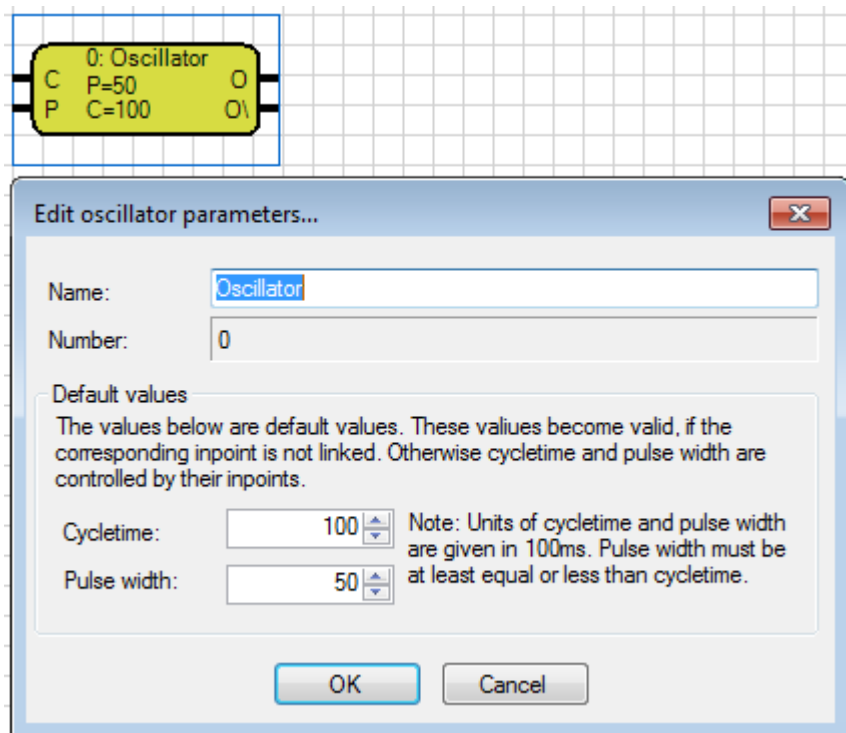 0: Oscillator
C P=50 O
P C=100 O\
Edit oscillator parameters...
Name: Oscillator
Number: 0
Default values
The values below are default values. These valiues become valid, if the
corresponding inpoint is not linked. Otherwise cycletime and pulse width are
controlled by their inpoints.
Cycletime: 100
Note: Units of cycletime and pulse width
are given in 100ms. Pulse width must be
at least equal or less than cycletime.
Pulse width: 50
OK Cancel